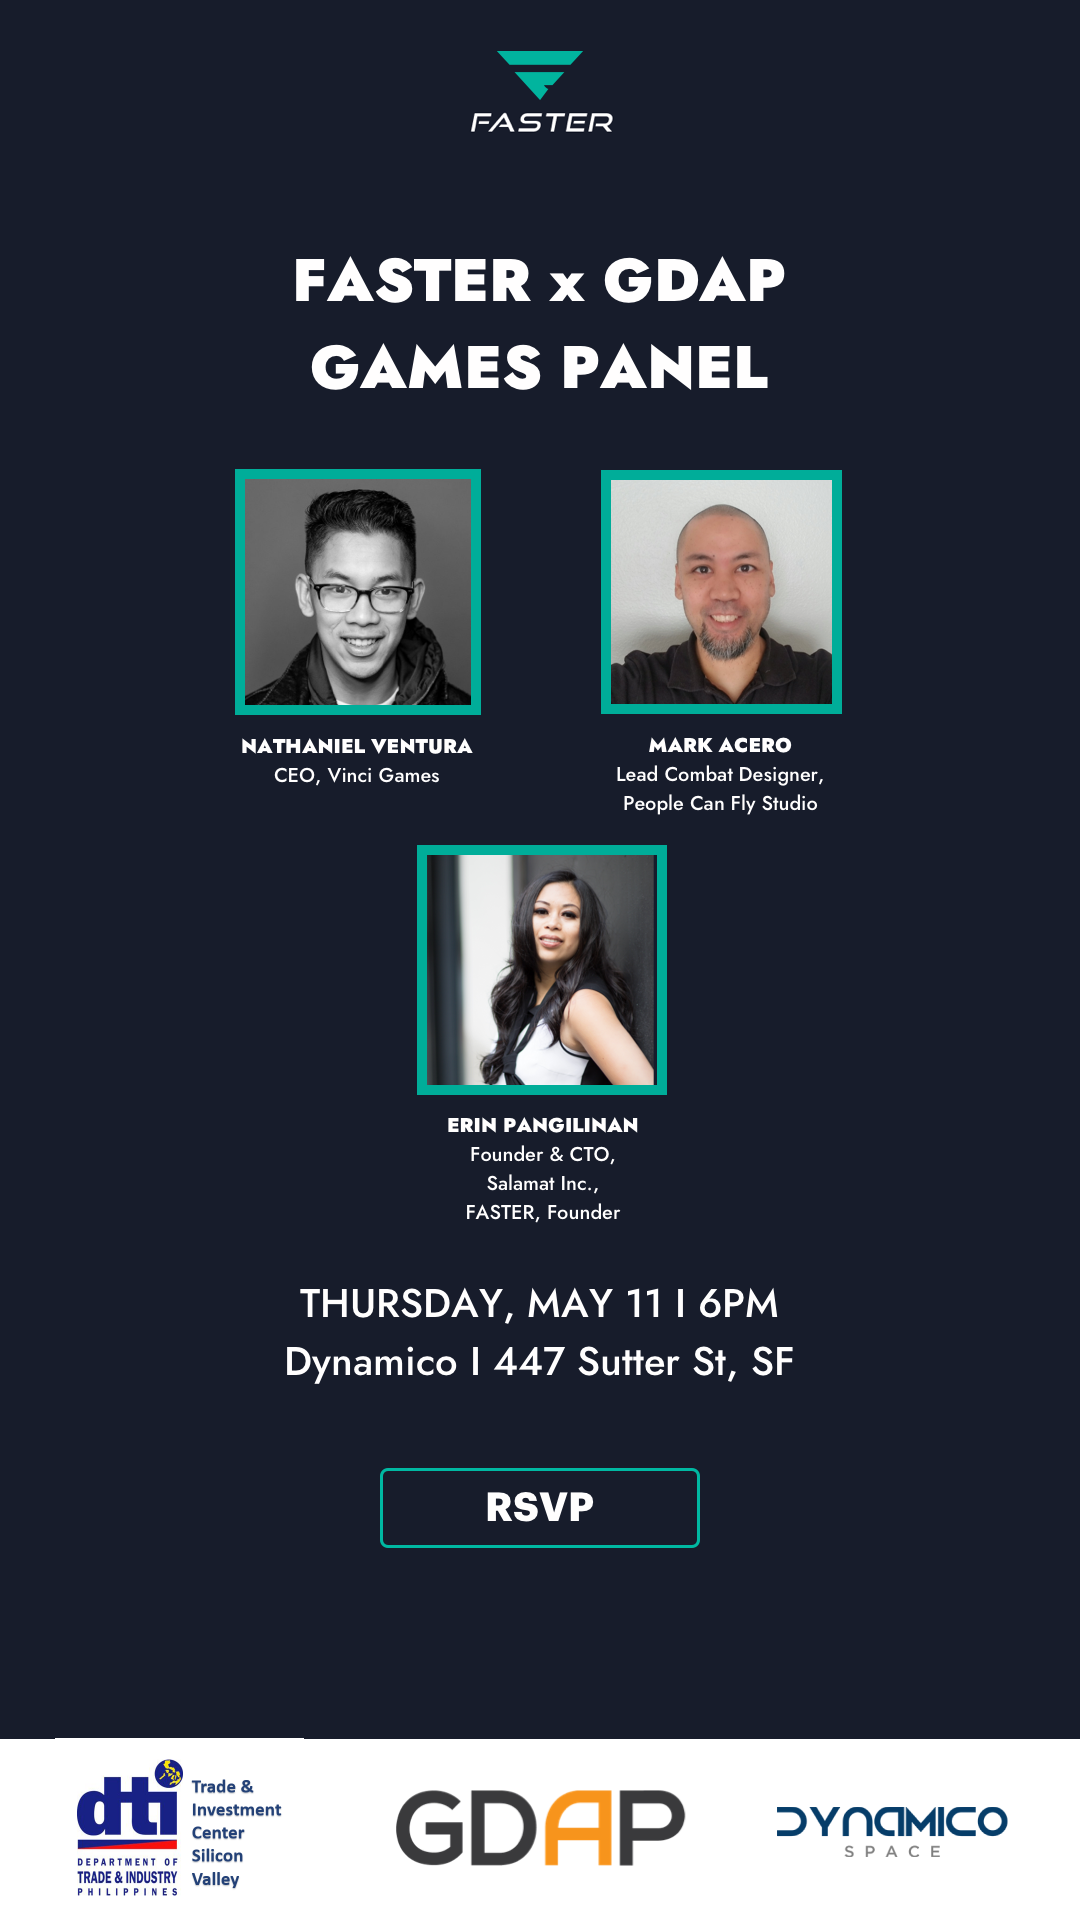 FASTER
FASTER x GDAP
GAMES PANEL
NATHANIEL VENTURA
CEO, Vinci Games
MARK ACERO
Lead Combat Designer,
People Can Fly Studio
ERIN PANGILINAN
Founder & CTO,
Salamat Inc.,
FASTER, Founder
THURSDAY, MAY 11 I 6PM
Dynamico I 447 Sutter St, SF
RSVP
dti
DEPARTMENT OF
TRADE & INDUSTRY
PHILIPPINES
Trade &
Investment
Center
Silicon
Valley
GDAP
DYNAMICO
SPACE